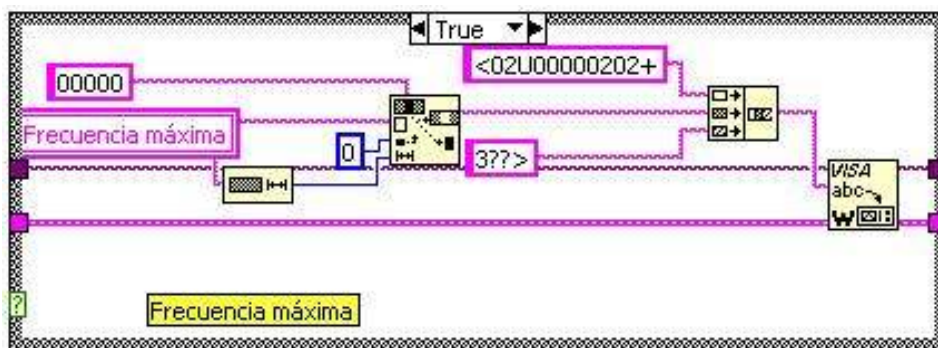 True
00000
<02U00000202+
Frecuencia máxima
0
3??>
VISA
abc
W
?
Frecuencia máxima